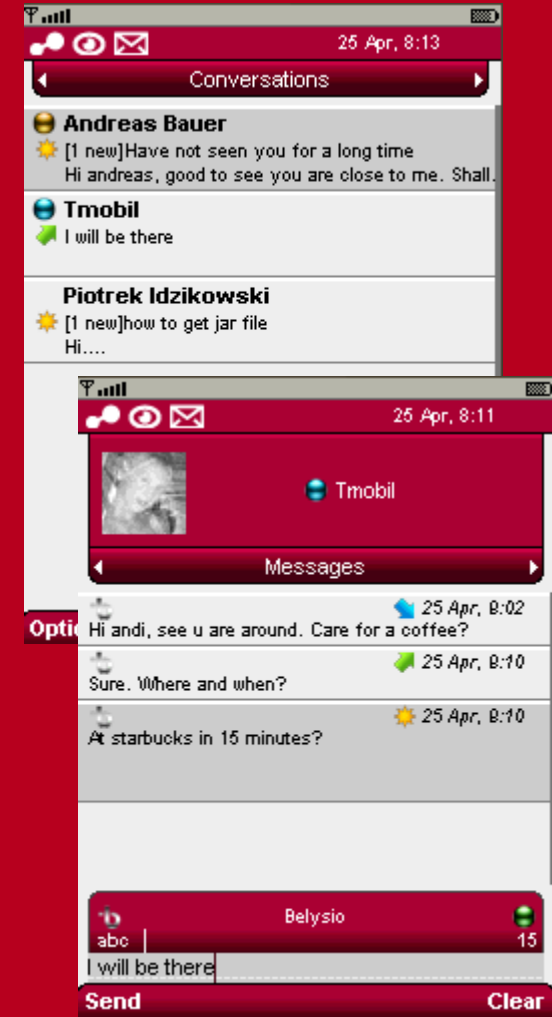 25 Apr, 8:13
Conversations
Andreas Bauer
[1 new]Have not seen you for a long time
Hi andreas, good to see you are close to me. Shall.
Tmobil
I will be there
Piotrek Idzikowski
[1 new]how to get jar file
Hi....
Optio
25 Apr, 8:11
Tmobil
Messages
25 Apr, 8:02
Hi andi, see u are around. Care for a coffee?
25 Apr, 8:10
Sure. Where and when?
25 Apr, 8:10
At starbucks in 15 minutes?
Belysio
abc 15
I will be there
Send Clear